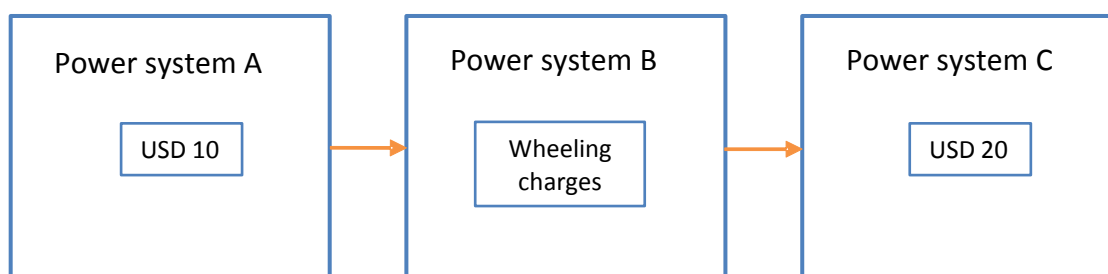 Power system A
USD 10
Power system B
Wheeling
charges
Power system C
USD 20